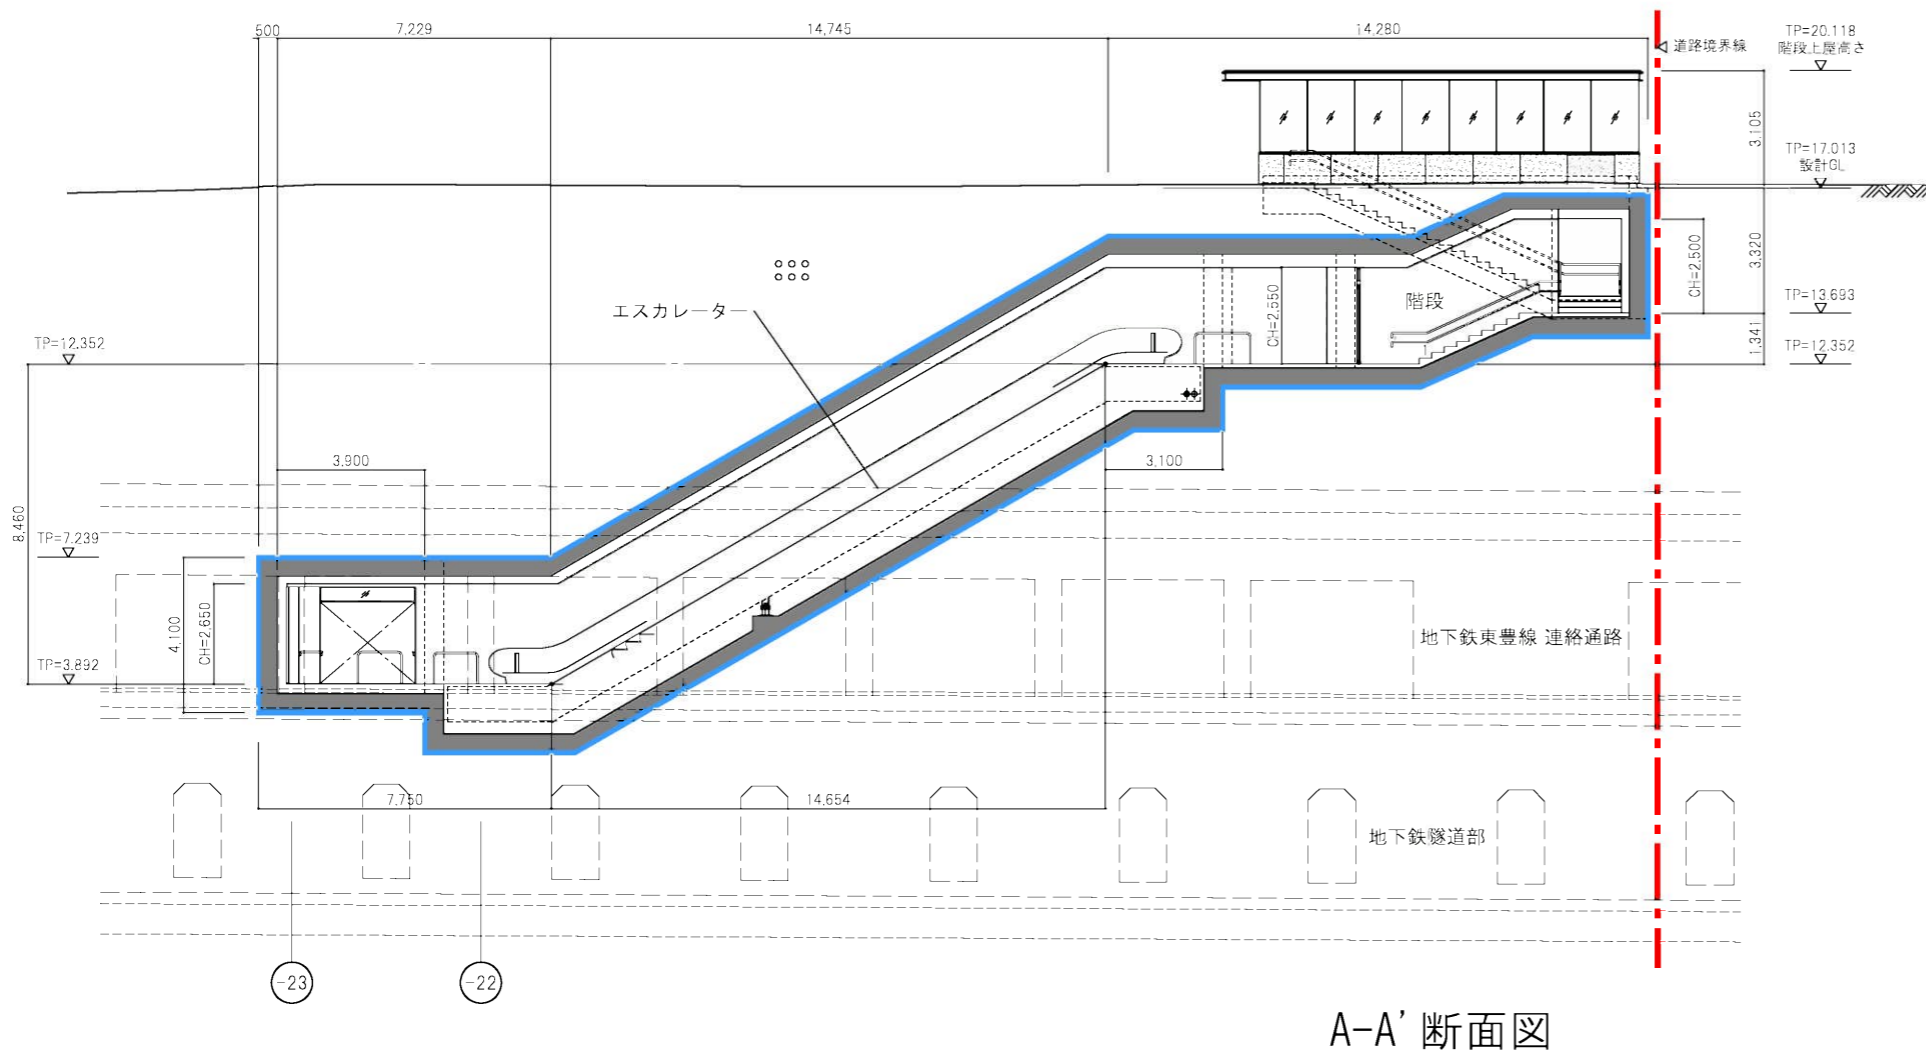 500
7,229
14,745
14,280
TP=20.118
階段上屋高さ
道路境界線
3,105
TP=17.013
設計GL
3,320
CH=2,500
TP=13.693
1,341
TP=12.352
階段
CH=2,550
エスカレーター
TP=12.352
3,900
3,100
8,460
TP=7.239
4,100
CH=2,650
TP=3.892
地下鉄東豊線 連絡通路
7,750
14,654
地下鉄隧道部
-23
-22
A-A' 断面図